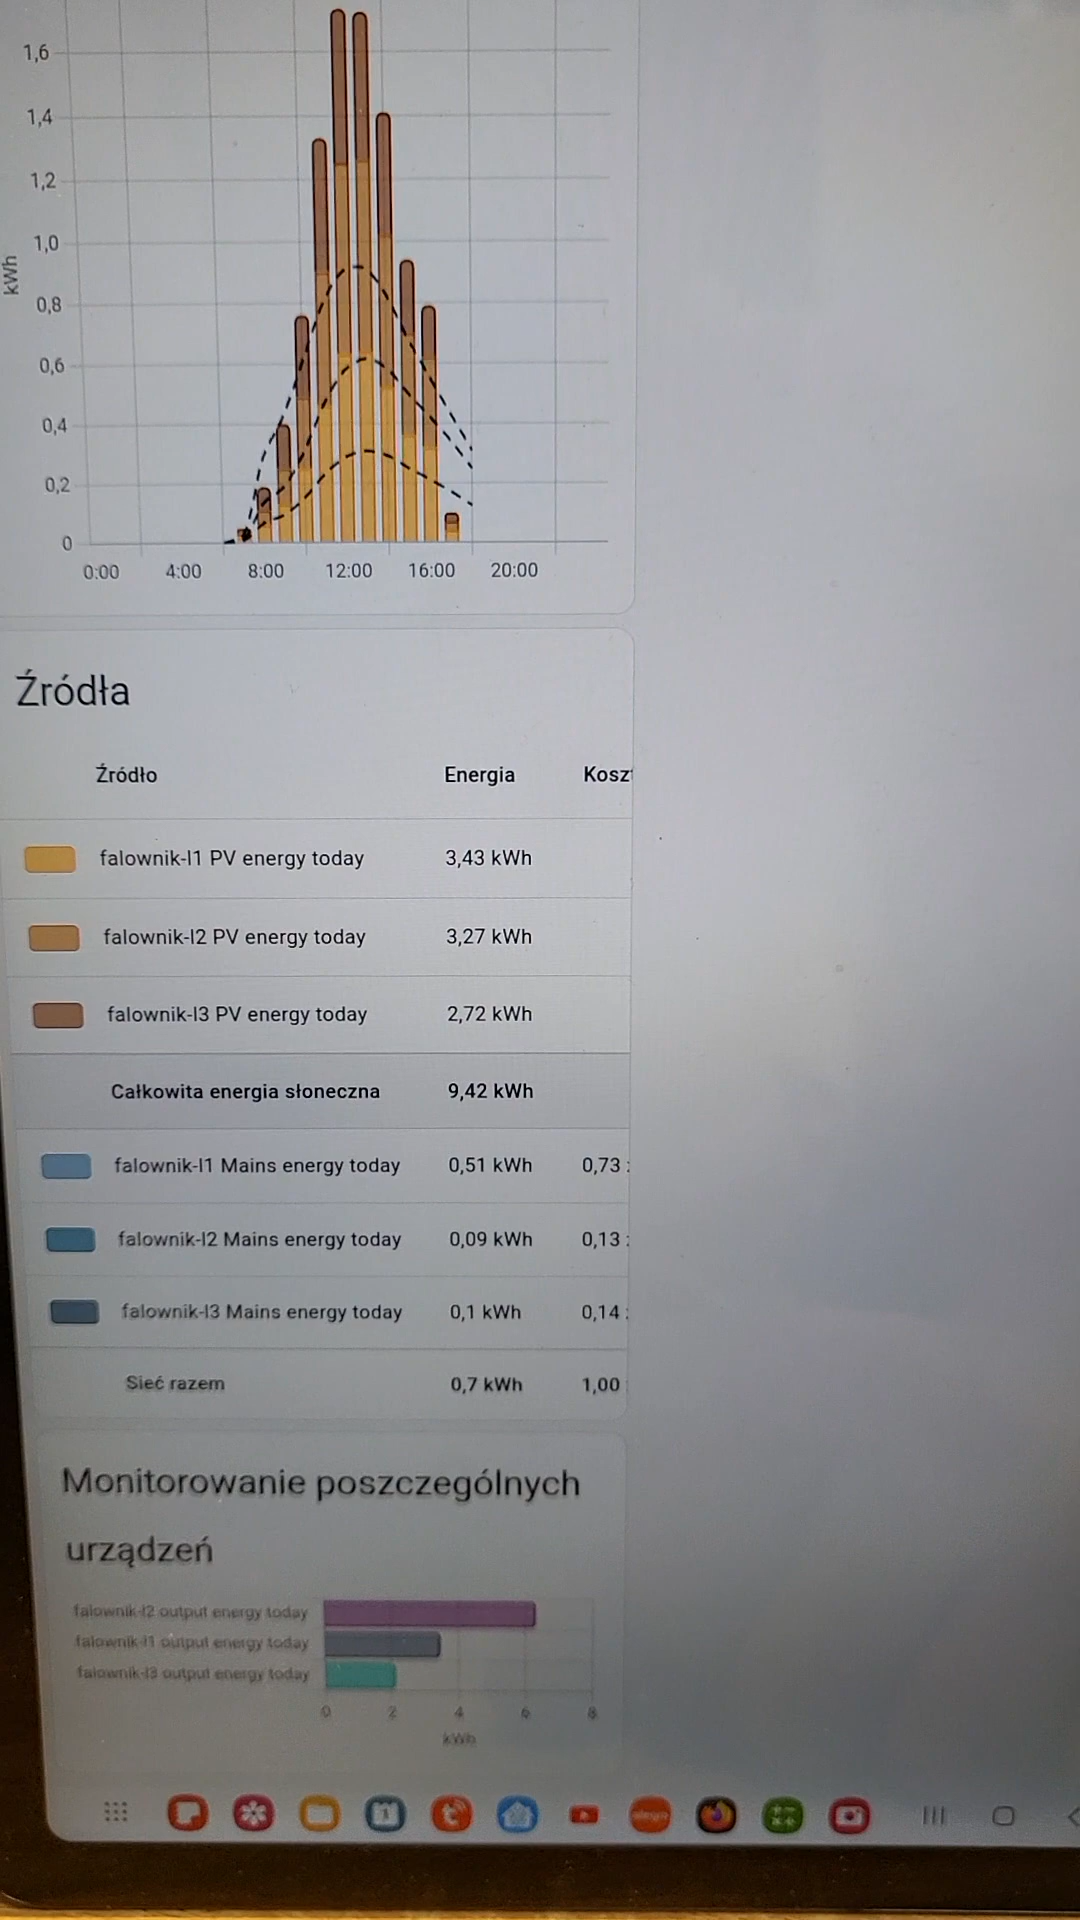 1,6
1,4
1,2
1,0
kWh
0,8
0,6
0,4
0,2
0
0:00 4:00 8:00 12:00 16:00 20:00
Źródła
Źródło Energia Kosz
falownik-l1 PV energy today 3,43 kWh
falownik-l2 PV energy today 3,27 kWh
falownik-l3 PV energy today 2,72 kWh
Całkowita energia słoneczna 9,42 kWh
falownik-l1 Mains energy today 0,51 kWh 0,73
falownik-l2 Mains energy today 0,09 kWh 0,13
falownik-l3 Mains energy today 0,1 kWh 0,14
Sieć razem 0,7 kWh 1,00
Monitorowanie poszczególnych
urządzeń
falownik-l2 output energy today
falownik-l1 output energy today
falownik-l3 output energy today
0 2 4 6 8
kWh
1
allegro